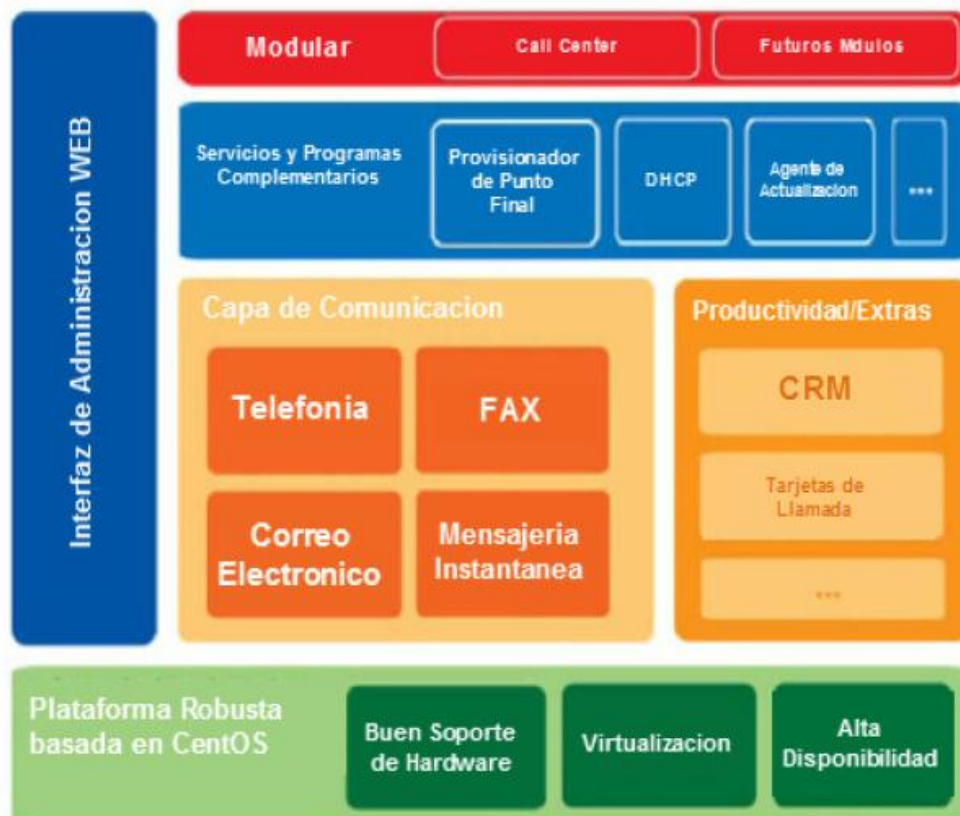 Interfaz de Administracion WEB
Modular
Call Center
Futuros Mdulos
Servicios y Programas
Complementarios
Provisionador
de Punto
Final
DHCP
Agente de
Actualizacion
...
Capa de Comunicacion
Telefonia
FAX
Correo
Electronico
Mensajeria
Instantanea
Productividad/Extras
CRM
Tarjetas de
Llamada
...
Plataforma Robusta
basada en CentOS
Buen Soporte
de Hardware
Virtualizacion
Alta
Disponibilidad